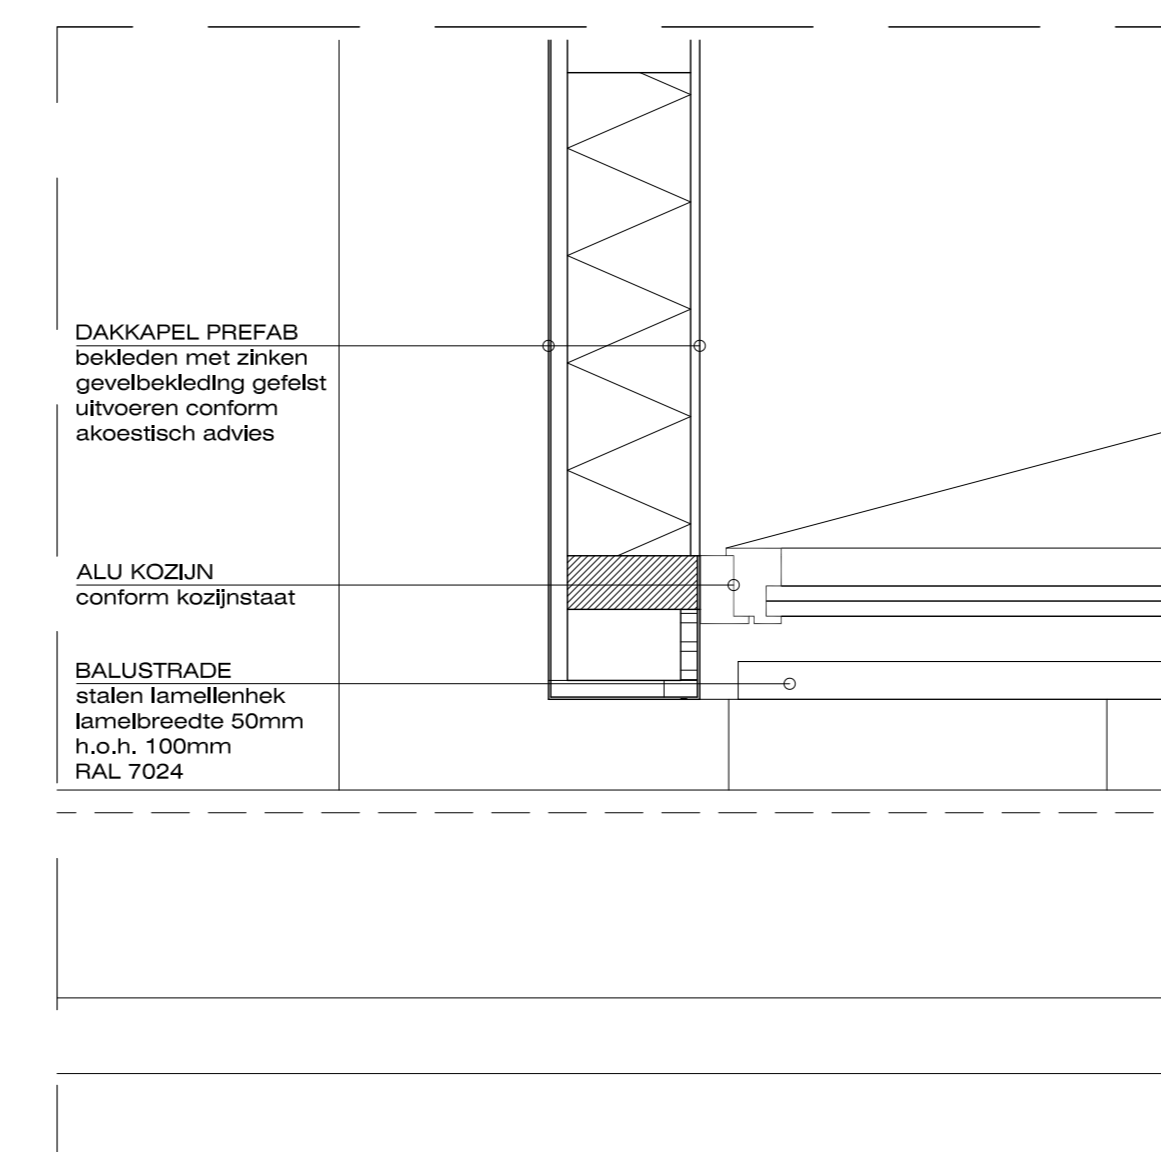 DAKKAPEL PREFAB
bekleden met zinken
gevelbekleding gefelst
uitvoeren conform
akoestisch advies
ALU KOZIJN
conform kozijnstaat
BALUSTRADE
stalen lamellenhek
lamelbreedte 50mm
h.o.h. 100mm
RAL 7024